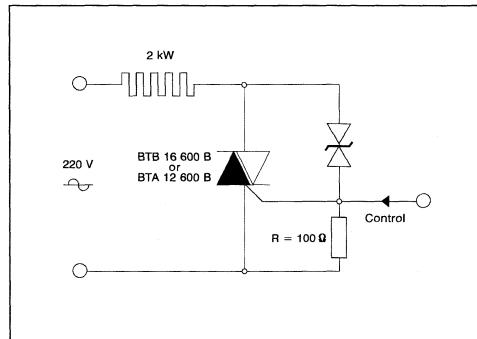 2 kW
BTB 16 600 B
or
BTA 12 600 B
220 V
Control
R = 100 Ω